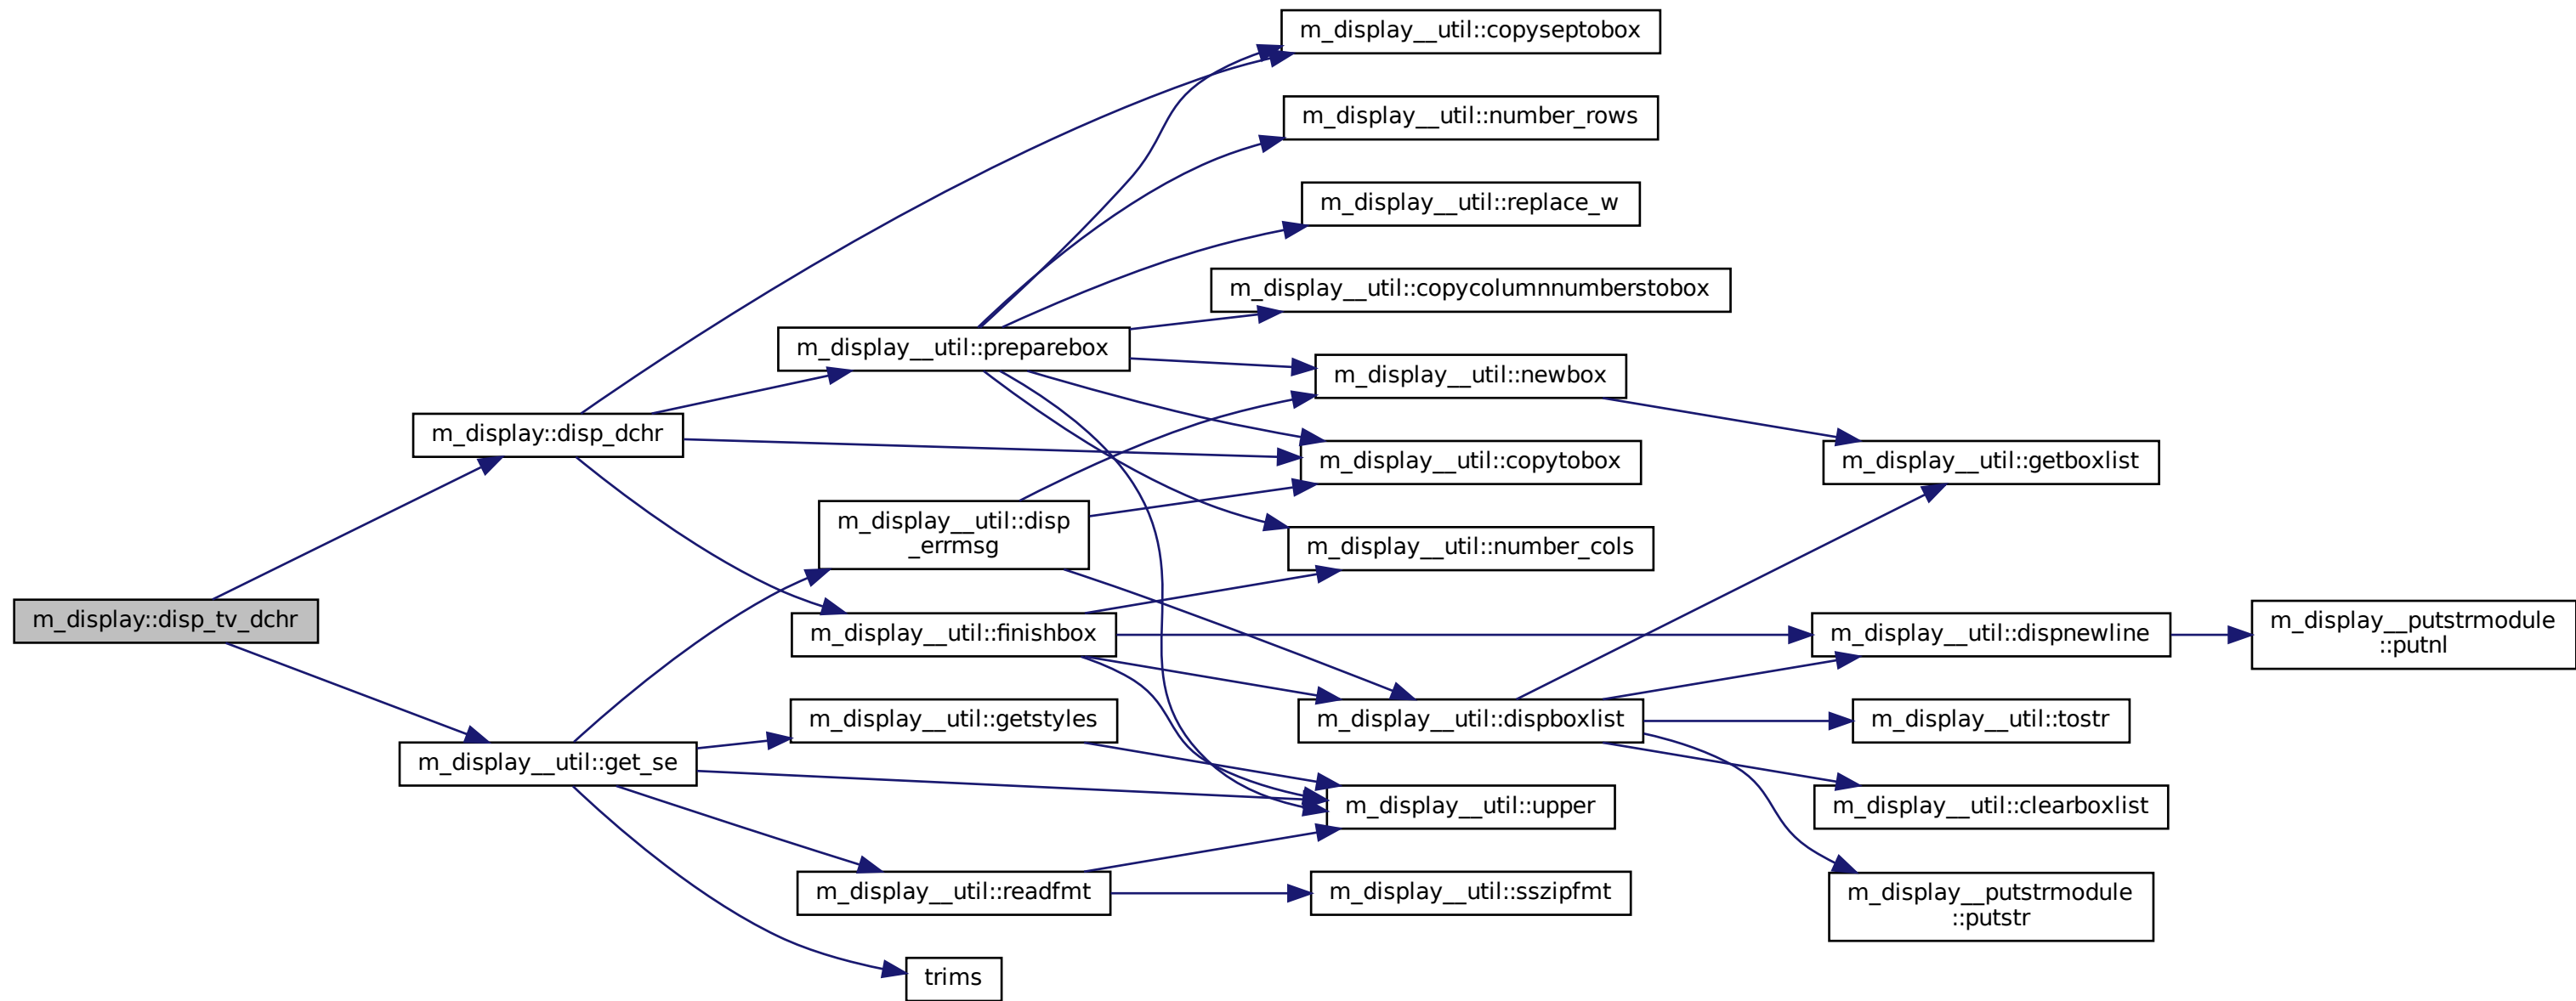 m_display__util::copyseptobox
m_display__util::number_rows
m_display__util::replace_w
m_display__util::copycolumnnumberstobox
m_display__util::preparebox
m_display__util::newbox
m_display::disp_dchr
m_display__util::copytobox
m_display__util::getboxlist
m_display__util::disp
_errmsg
m_display__util::number_cols
m_display::disp_tv_dchr
m_display__util::finishbox
m_display__util::dispnewline
m_display__putstrmodule
::putnl
m_display__util::getstyles
m_display__util::dispboxlist
m_display__util::tostr
m_display__util::get_se
m_display__util::upper
m_display__util::clearboxlist
m_display__util::readfmt
m_display__util::sszipfmt
m_display__putstrmodule
::putstr
trims